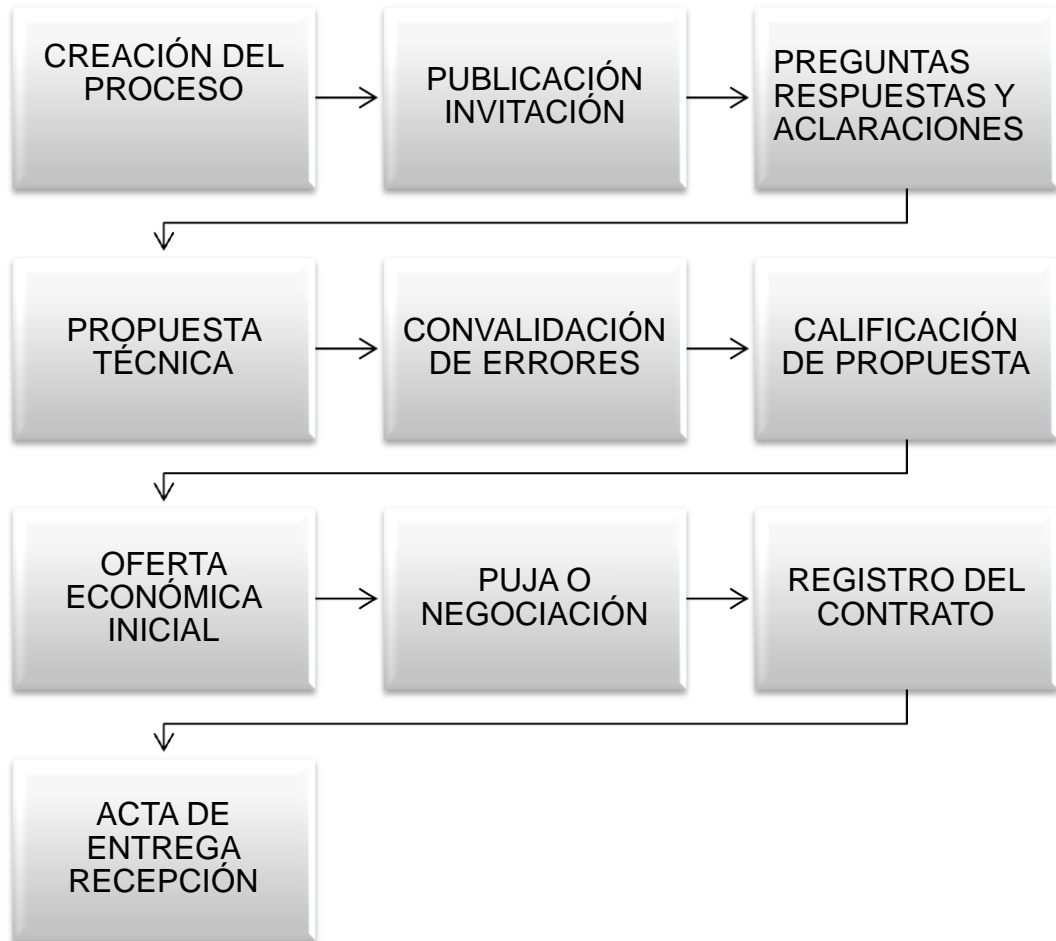 CREACIÓN DEL
PROCESO
PUBLICACIÓN
INVITACIÓN
PREGUNTAS
RESPUESTAS Y
ACLARACIONES
PROPUESTA
TÉCNICA
CONVALIDACIÓN
DE ERRORES
CALIFICACIÓN
DE PROPUESTA
OFERTA
ECONÓMICA
INICIAL
PUJA O
NEGOCIACIÓN
REGISTRO DEL
CONTRATO
ACTA DE
ENTREGA
RECEPCIÓN